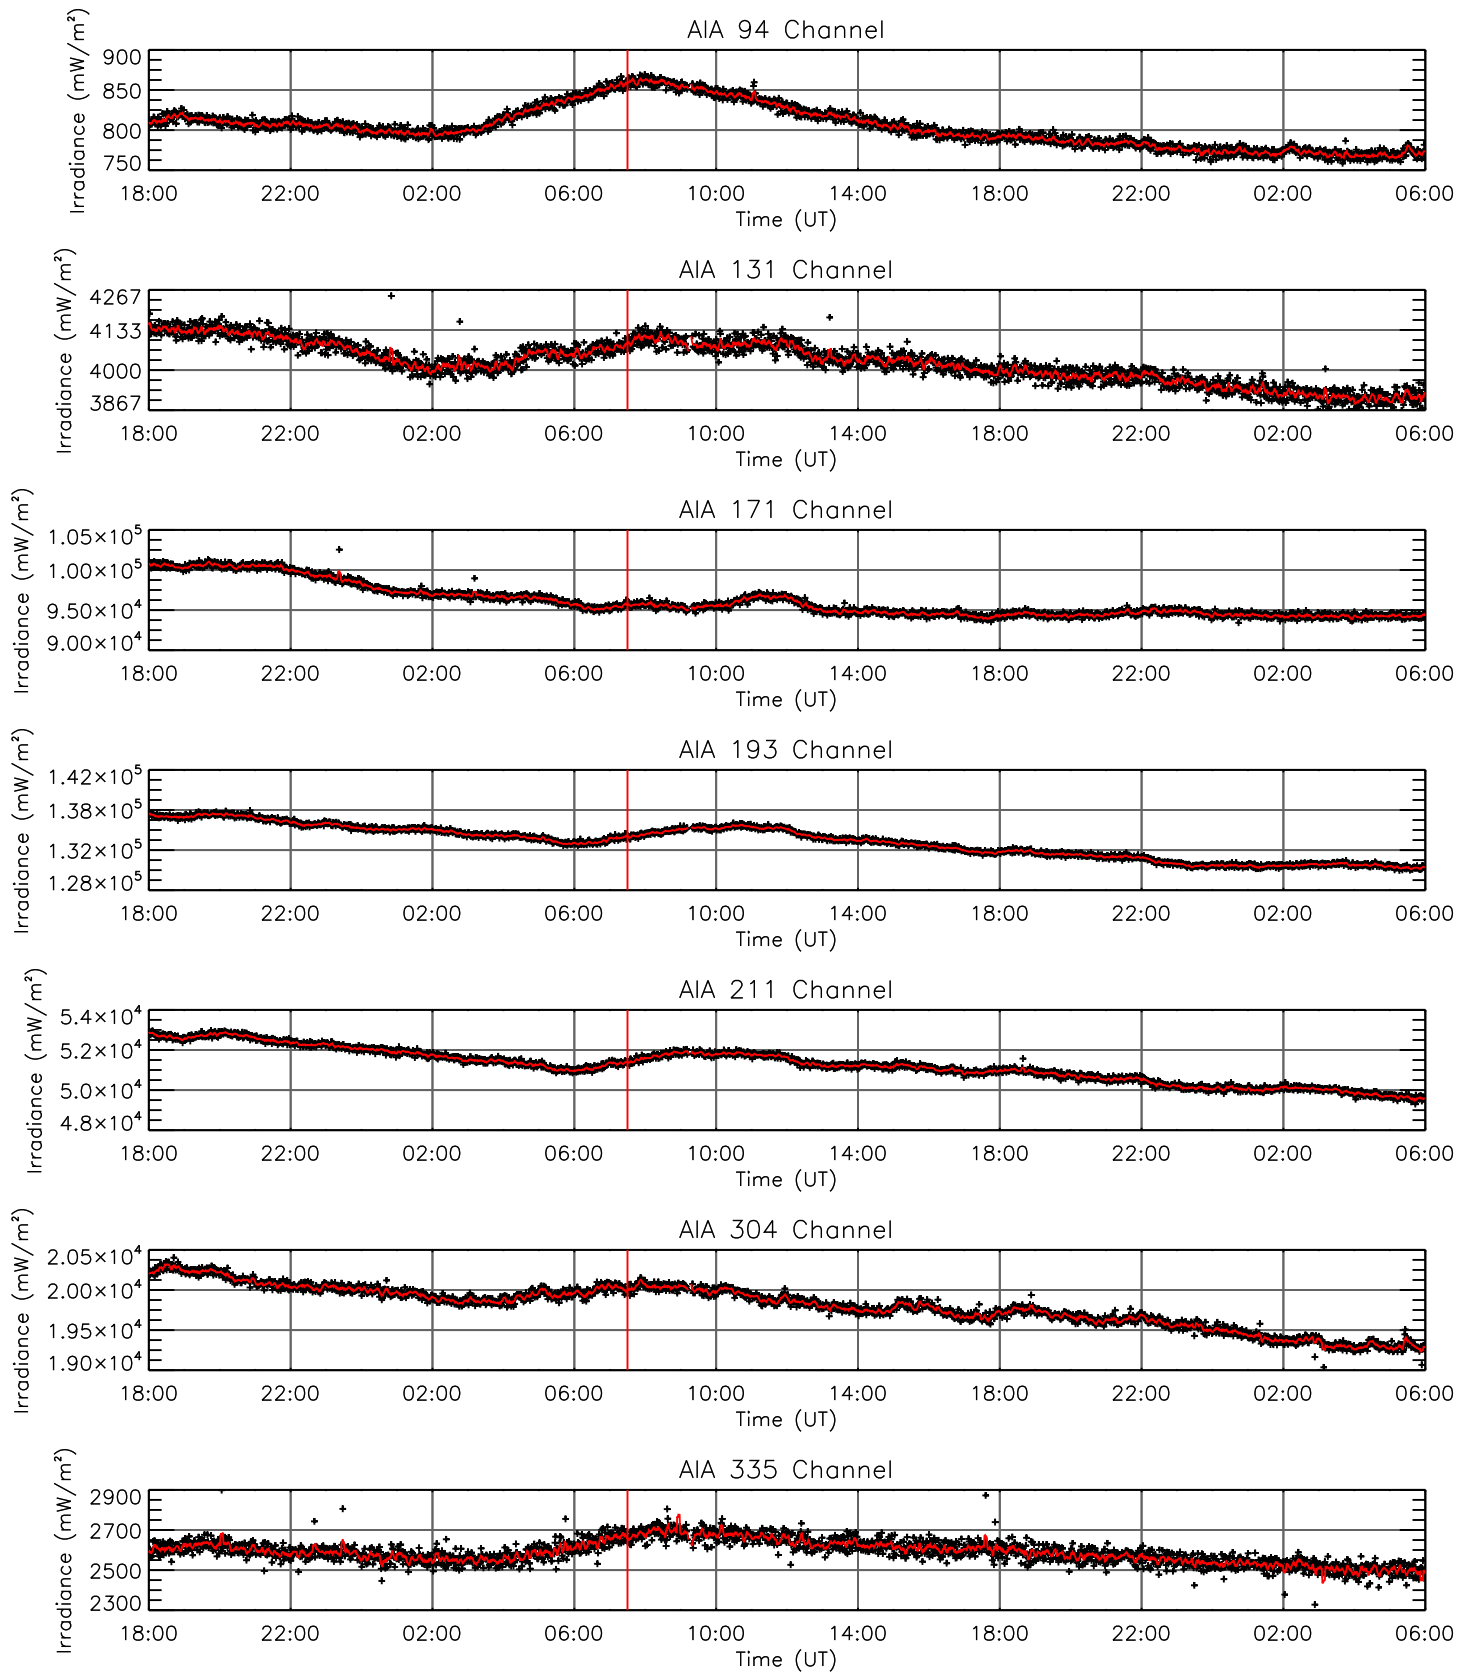 AIA 94 Channel
Irradiance (mW/m²)
900
850
800
750
18:00 22:00 02:00 06:00 10:00 14:00 18:00 22:00 02:00 06:00
Time (UT)
AIA 131 Channel
Irradiance (mW/m²)
4267
4133
4000
3867
18:00 22:00 02:00 06:00 10:00 14:00 18:00 22:00 02:00 06:00
Time (UT)
AIA 171 Channel
Irradiance (mW/m²)
1.05×10⁵
1.00×10⁵
9.50×10⁴
9.00×10⁴
18:00 22:00 02:00 06:00 10:00 14:00 18:00 22:00 02:00 06:00
Time (UT)
AIA 193 Channel
Irradiance (mW/m²)
1.42×10⁵
1.38×10⁵
1.32×10⁵
1.28×10⁵
18:00 22:00 02:00 06:00 10:00 14:00 18:00 22:00 02:00 06:00
Time (UT)
AIA 211 Channel
Irradiance (mW/m²)
5.4×10⁴
5.2×10⁴
5.0×10⁴
4.8×10⁴
18:00 22:00 02:00 06:00 10:00 14:00 18:00 22:00 02:00 06:00
Time (UT)
AIA 304 Channel
Irradiance (mW/m²)
2.05×10⁴
2.00×10⁴
1.95×10⁴
1.90×10⁴
18:00 22:00 02:00 06:00 10:00 14:00 18:00 22:00 02:00 06:00
Time (UT)
AIA 335 Channel
Irradiance (mW/m²)
2900
2700
2500
2300
18:00 22:00 02:00 06:00 10:00 14:00 18:00 22:00 02:00 06:00
Time (UT)